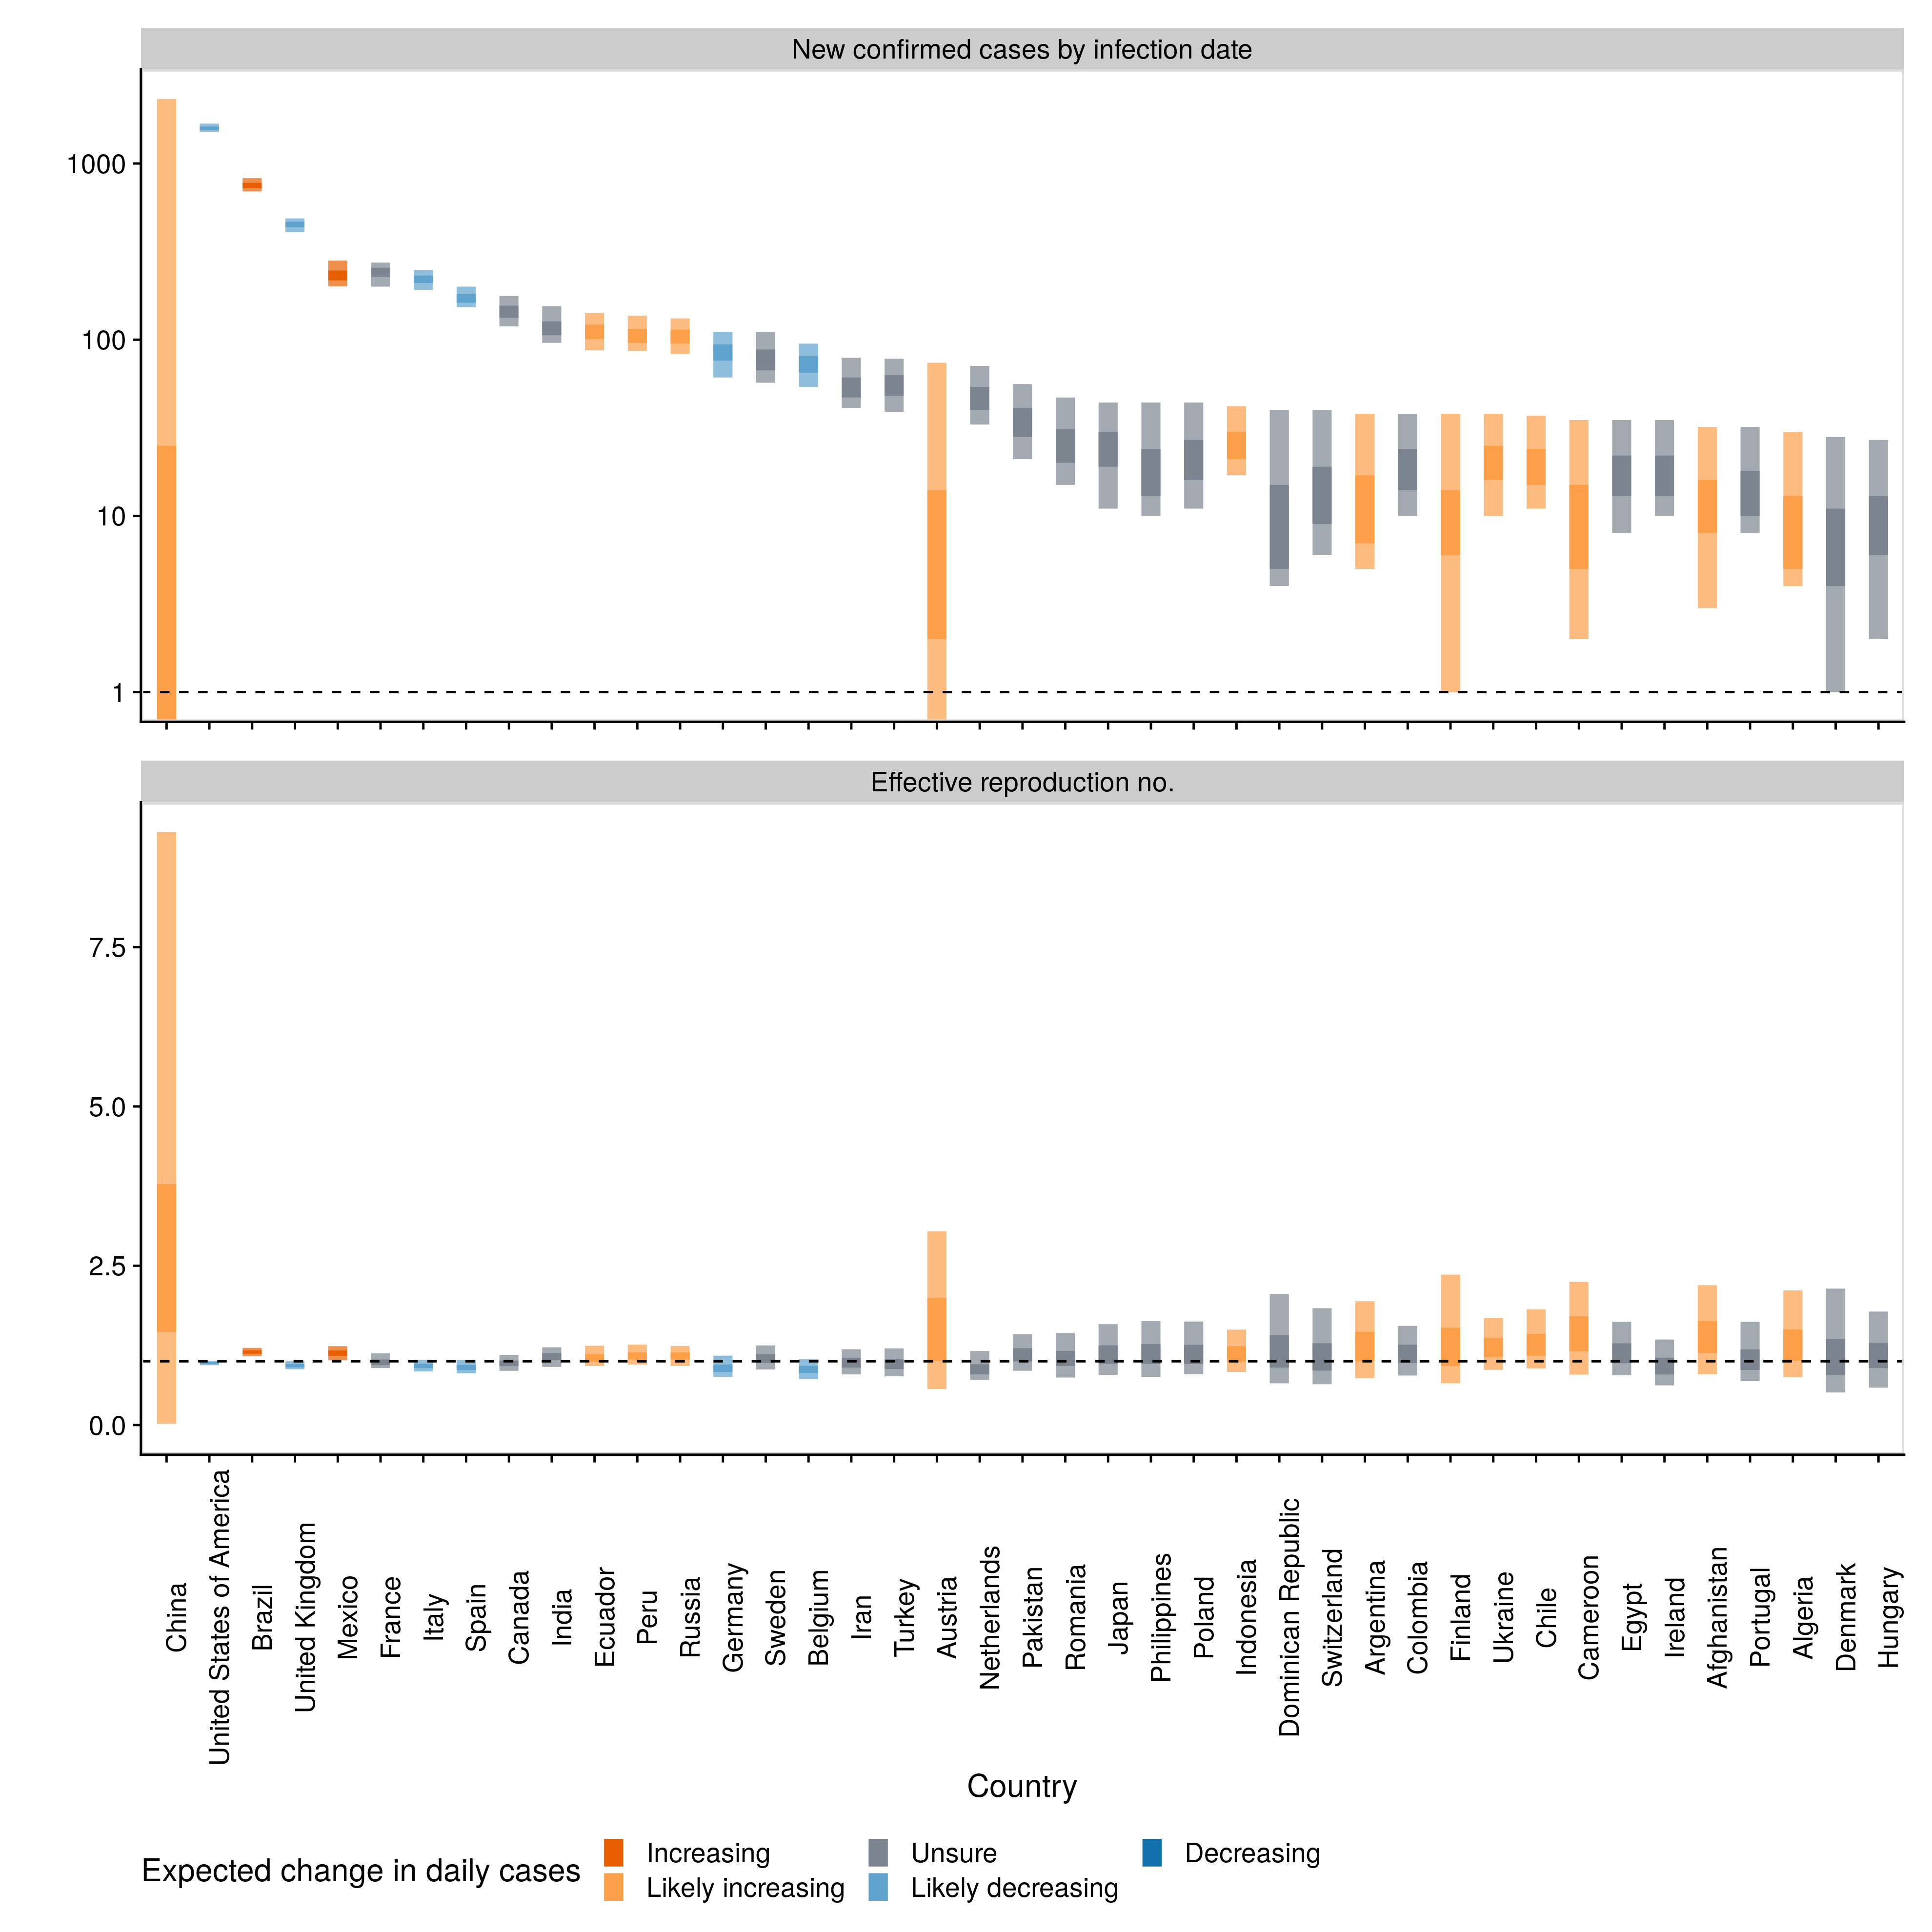 New confirmed cases by infection date
1000
100
10
1
Effective reproduction no.
7.5
5.0
2.5
0.0
China
United States of America
Brazil
United Kingdom
Mexico
France
Italy
Spain
Canada
India
Ecuador
Peru
Russia
Germany
Sweden
Belgium
Iran
Turkey
Austria
Netherlands
Pakistan
Romania
Japan
Philippines
Poland
Indonesia
Dominican Republic
Switzerland
Argentina
Colombia
Finland
Ukraine
Chile
Cameroon
Egypt
Ireland
Afghanistan
Portugal
Algeria
Denmark
Hungary
Country
Expected change in daily cases
Increasing
Likely increasing
Unsure
Likely decreasing
Decreasing